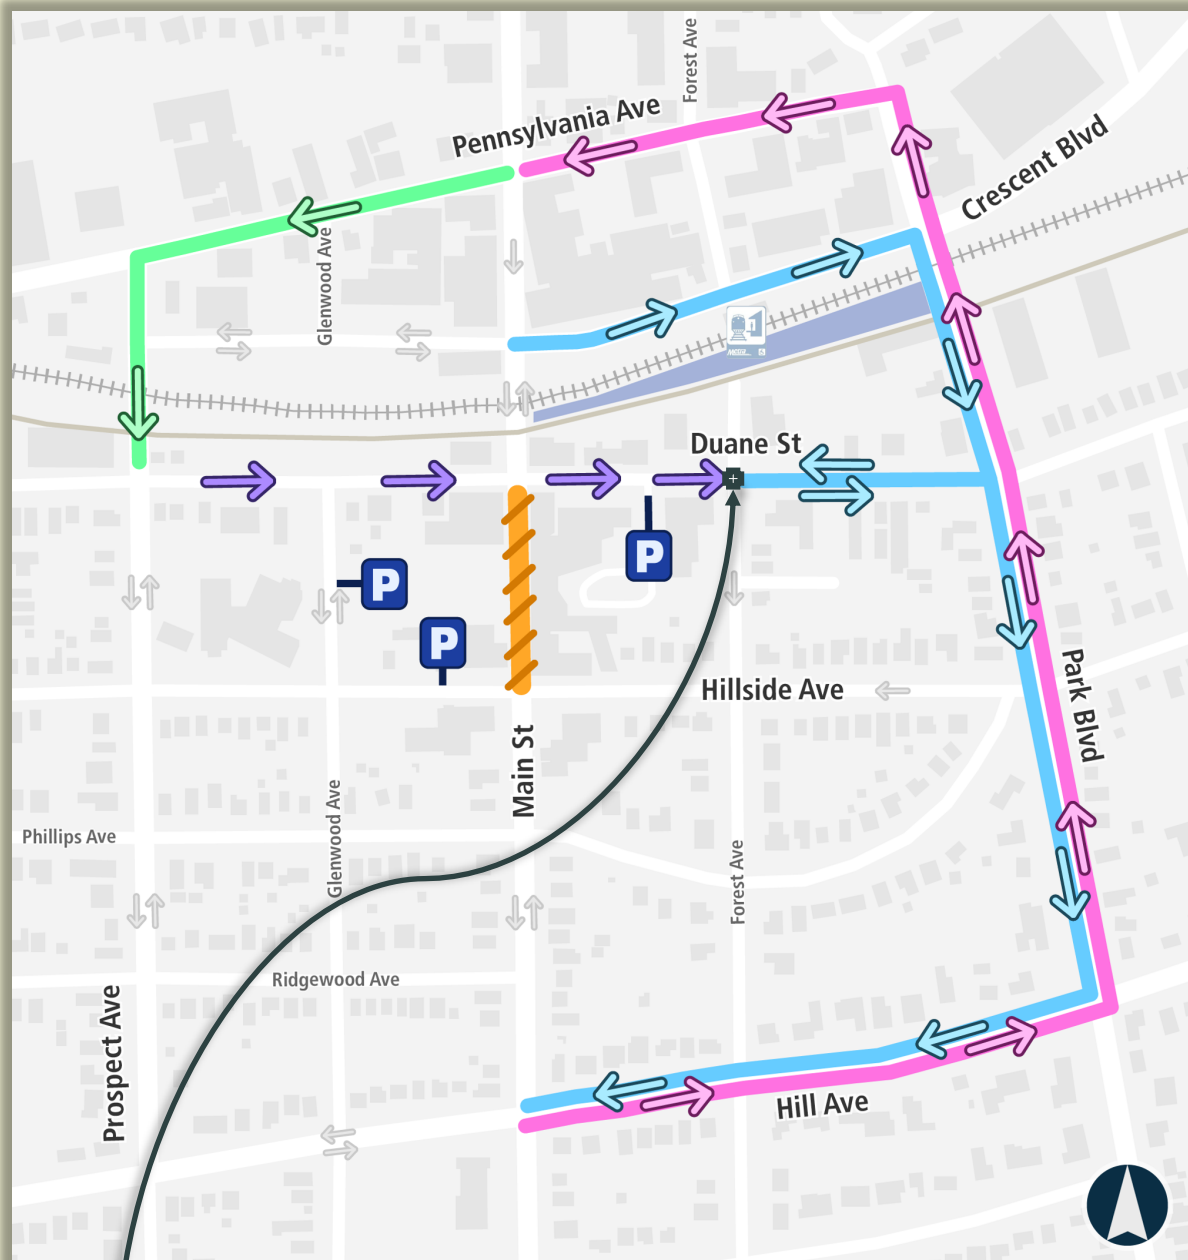 Forest Ave
Pennsylvania Ave
Crescent Blvd
Glenwood Ave
Duane St
P
P
P
Hillside Ave
Park Blvd
Main St
Glenwood Ave
Phillips Ave
Forest Ave
Ridgewood Ave
Prospect Ave
Hill Ave